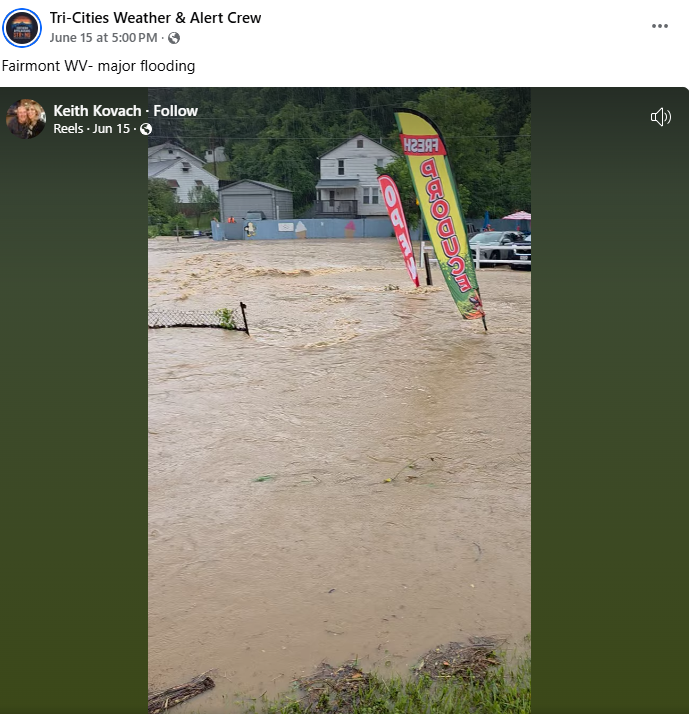 Tri-Cities Weather & Alert Crew
June 15 at 5:00 PM ·
Fairmont WV- major flooding
Keith Kovach · Follow
Reels · Jun 15 ·
FRESH
PRODUCE
OPEN